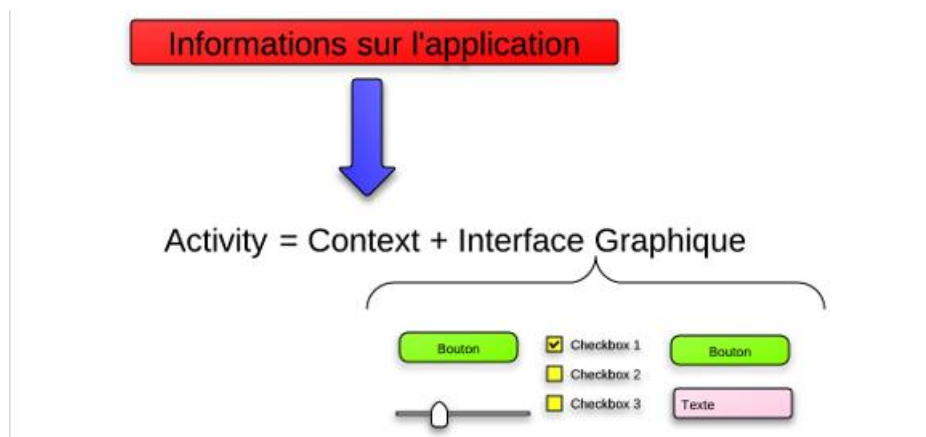 Informations sur l'application
Activity = Context + Interface Graphique
Bouton
Checkbox 1
Bouton
Checkbox 2
Checkbox 3
Texte